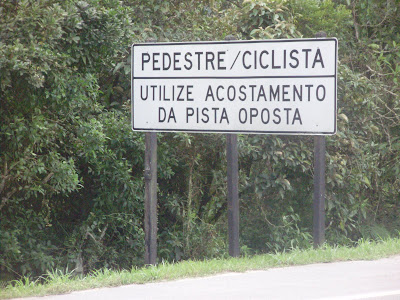 PEDESTRE/CICLISTA
UTILIZE ACOSTAMENTO
DA PISTA OPOSTA